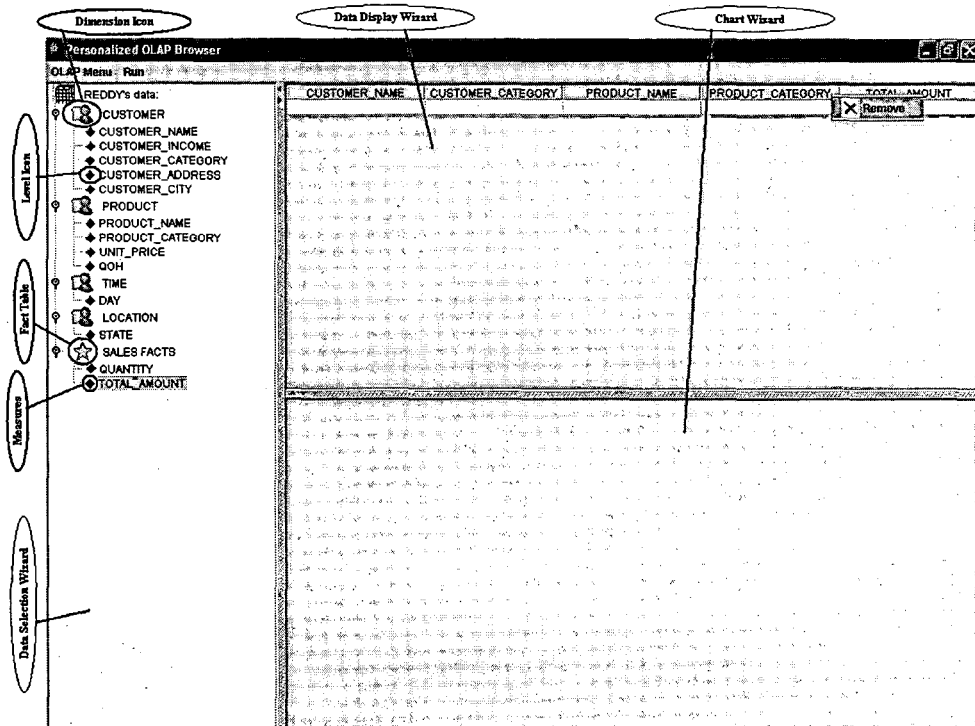 Dimension Icon
Data Display Wizard
Chart Wizard
Personalized OLAP Browser
OLAP Menu Run
REDDY's data:
CUSTOMER
CUSTOMER_NAME
CUSTOMER_INCOME
CUSTOMER_CATEGORY
CUSTOMER_ADDRESS
CUSTOMER_CITY
PRODUCT
PRODUCT_NAME
PRODUCT_CATEGORY
UNIT_PRICE
QOH
TIME
DAY
LOCATION
STATE
SALES FACTS
QUANTITY
TOTAL_AMOUNT
CUSTOMER_NAME CUSTOMER_CATEGORY PRODUCT_NAME PRODUCT_CATEGORY TOTAL_AMOUNT
Remove
Level Icon
Fact Table
Measures
Data Selection Wizard